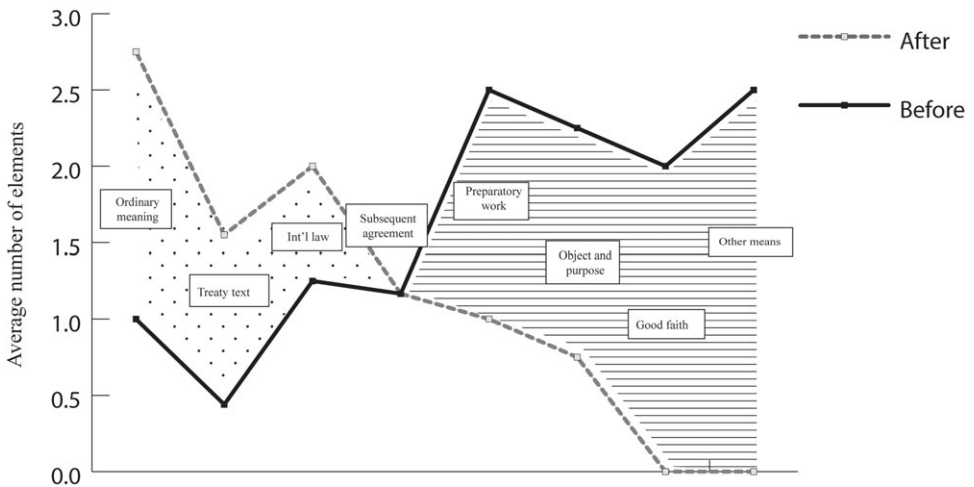 3.0
2.5
2.0
1.5
1.0
0.5
0.0
Average number of elements
Ordinary
meaning
Treaty text
Int'l law
Subsequent
agreement
Preparatory
work
Object and
purpose
Good faith
Other means
After
Before